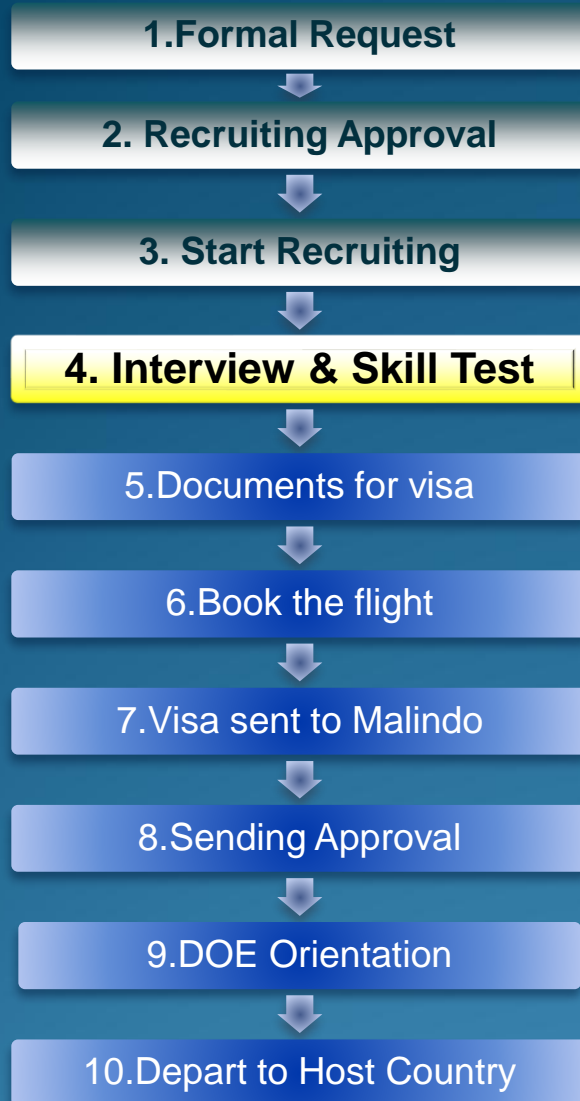 1.Formal Request
2. Recruiting Approval
3. Start Recruiting
4. Interview & Skill Test
5.Documents for visa
6.Book the flight
7.Visa sent to Malindo
8.Sending Approval
9.DOE Orientation
10.Depart to Host Country